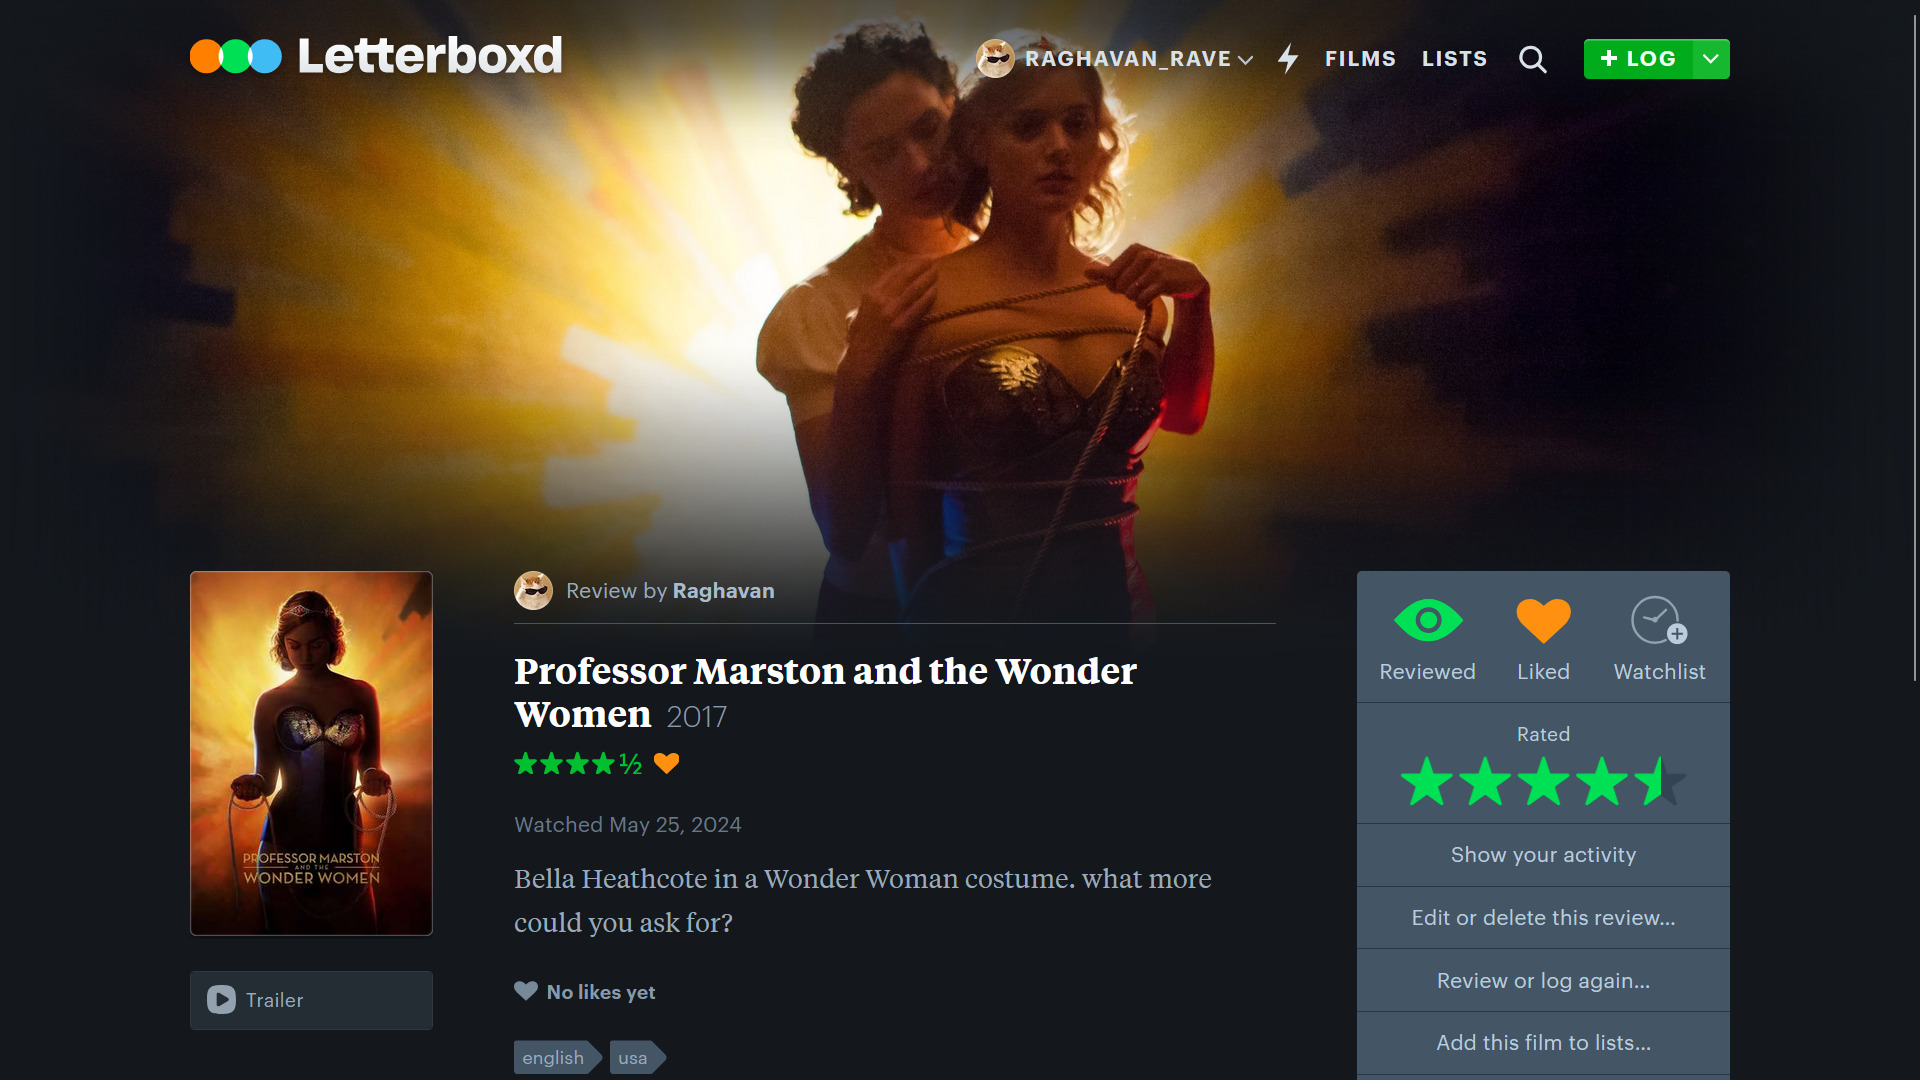 Letterboxd
RAGHAVAN_RAVE
FILMS
LISTS
+ LOG
Review by Raghavan
Professor Marston and the Wonder
Women 2017
★★★★½
Watched May 25, 2024
Bella Heathcote in a Wonder Woman costume. what more
could you ask for?
No likes yet
english
usa
PROFESSOR MARSTON
AND THE
WONDER WOMEN
Trailer
Reviewed
Liked
Watchlist
Rated
Show your activity
Edit or delete this review...
Review or log again...
Add this film to lists...